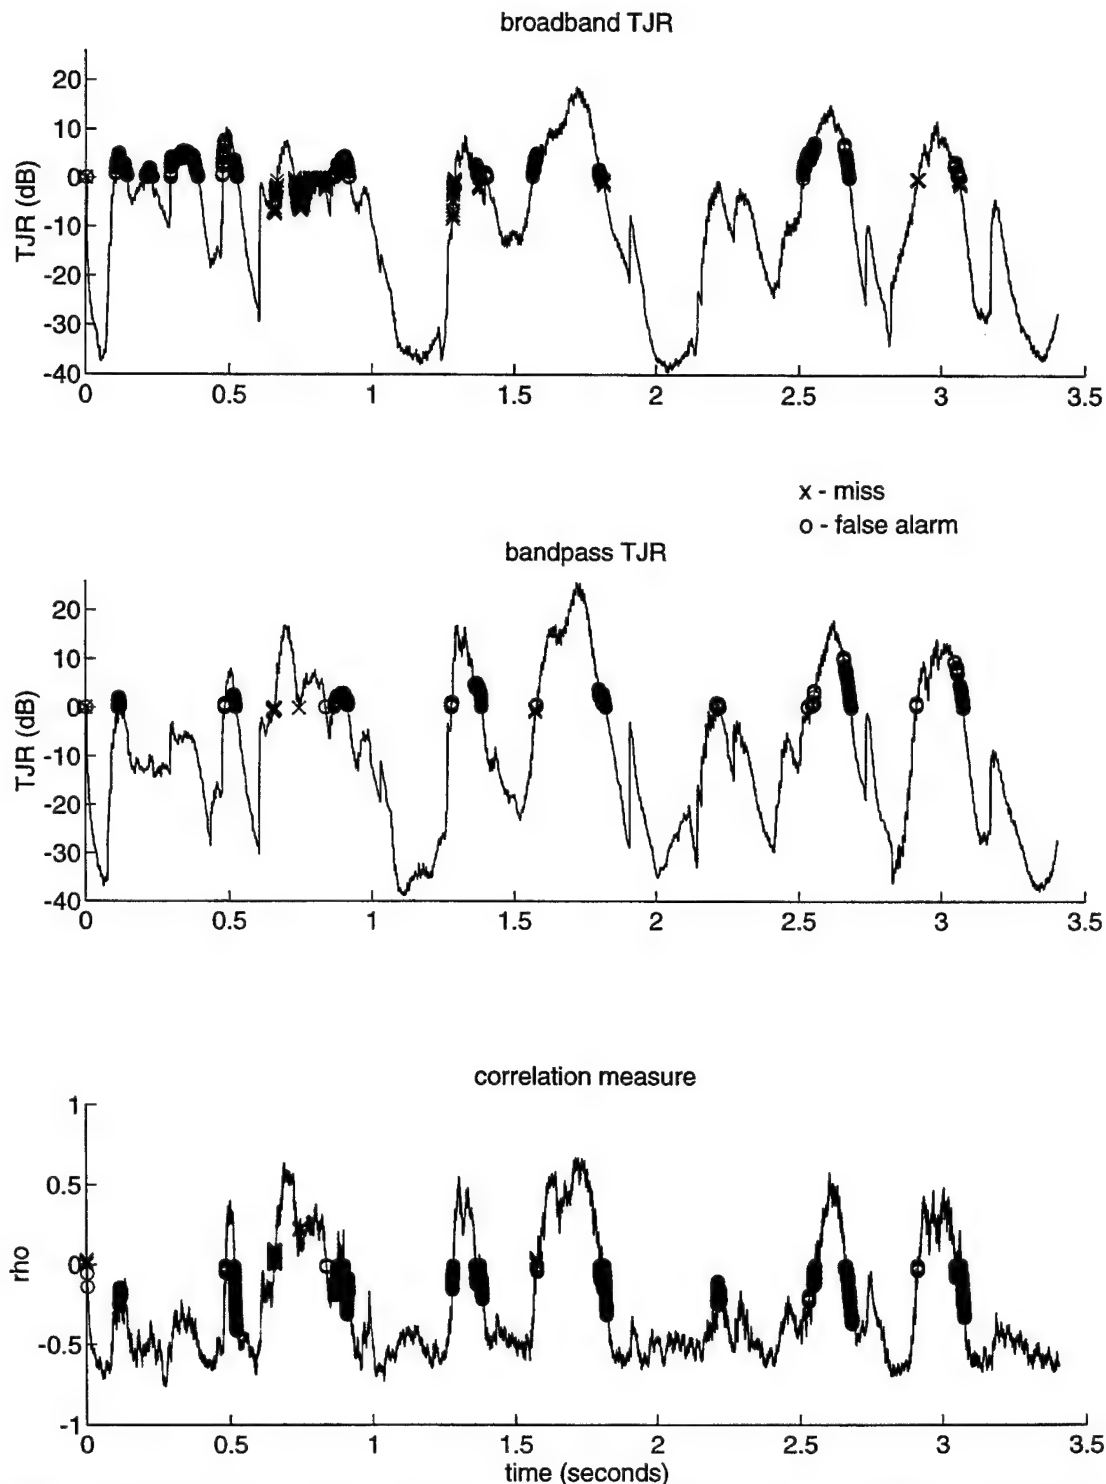 broadband TJR
TJR (dB)
20
10
0
-10
-20
-30
-40
0 0.5 1 1.5 2 2.5 3 3.5
x - miss
o - false alarm
bandpass TJR
TJR (dB)
20
10
0
-10
-20
-30
-40
0 0.5 1 1.5 2 2.5 3 3.5
correlation measure
rho
1
0.5
0
-0.5
-1
0 0.5 1 1.5 2 2.5 3 3.5
time (seconds)